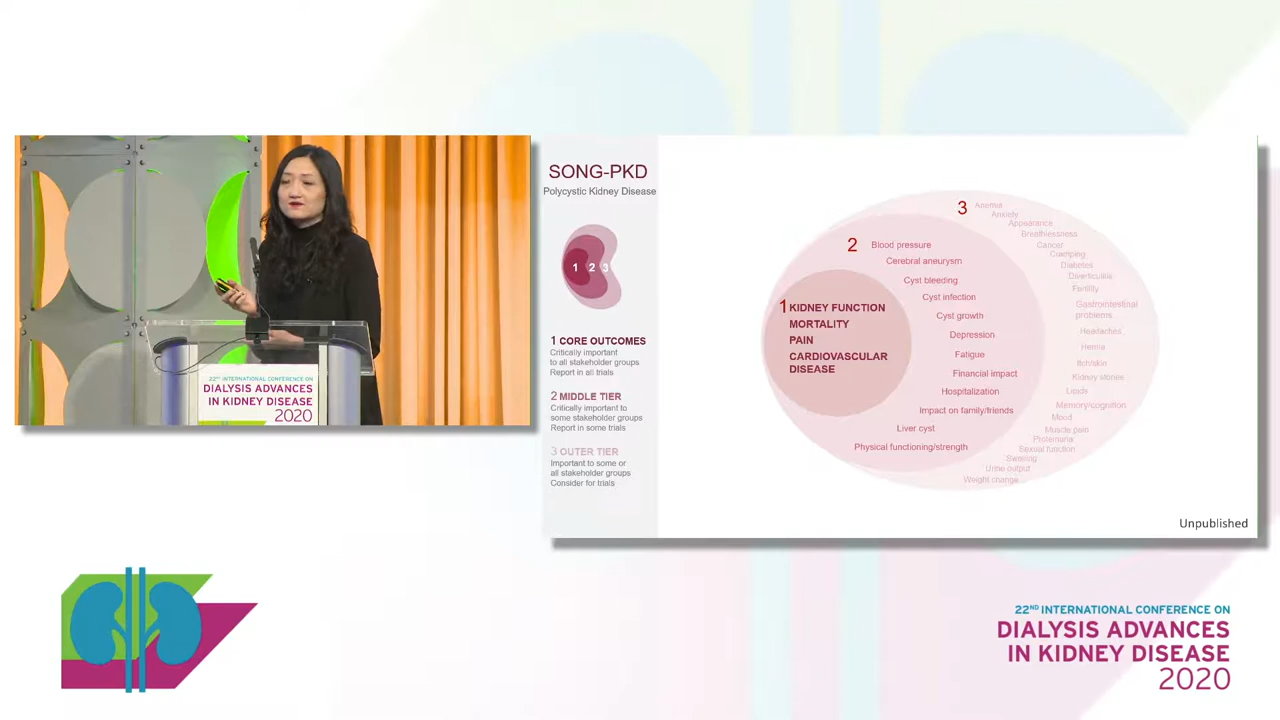 22ND INTERNATIONAL CONFERENCE ON
DIALYSIS ADVANCES
IN KIDNEY DISEASE
2020
SONG-PKD
Polycystic Kidney Disease
1 2 3
1 CORE OUTCOMES
Critically important
to all stakeholder groups
Report in all trials
2 MIDDLE TIER
Critically important to
some stakeholder groups
Report in some trials
3 OUTER TIER
Important to some or
all stakeholder groups
Consider for trials
1 KIDNEY FUNCTION
MORTALITY
PAIN
CARDIOVASCULAR
DISEASE
2 Blood pressure
Cerebral aneurysm
Cyst bleeding
Cyst infection
Cyst growth
Depression
Fatigue
Financial impact
Hospitalization
Impact on family/friends
Liver cyst
Physical functioning/strength
3 Anemia
Anxiety
Appearance
Breathlessness
Cancer
Cramping
Diabetes
Diverticulitis
Fertility
Gastrointestinal
problems
Headaches
Hernia
Itch/skin
Kidney stones
Lipids
Memory/cognition
Mood
Muscle pain
Proteinuria
Sexual function
Swelling
Urine output
Weight change
Unpublished
22ND INTERNATIONAL CONFERENCE ON
DIALYSIS ADVANCES
IN KIDNEY DISEASE
2020